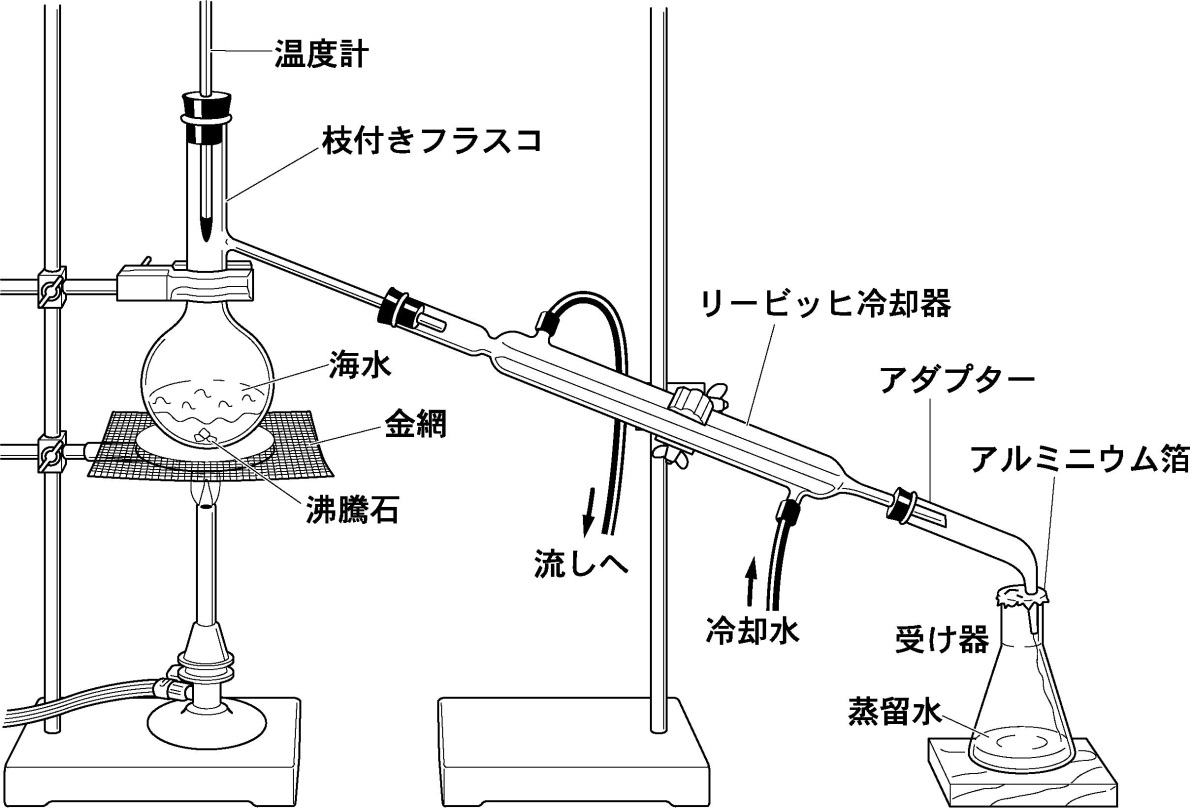 温度計
枝付きフラスコ
リービッヒ冷却器
海水
アダプター
金網
アルミニウム箔
沸騰石
流しへ
冷却水
受け器
蒸留水